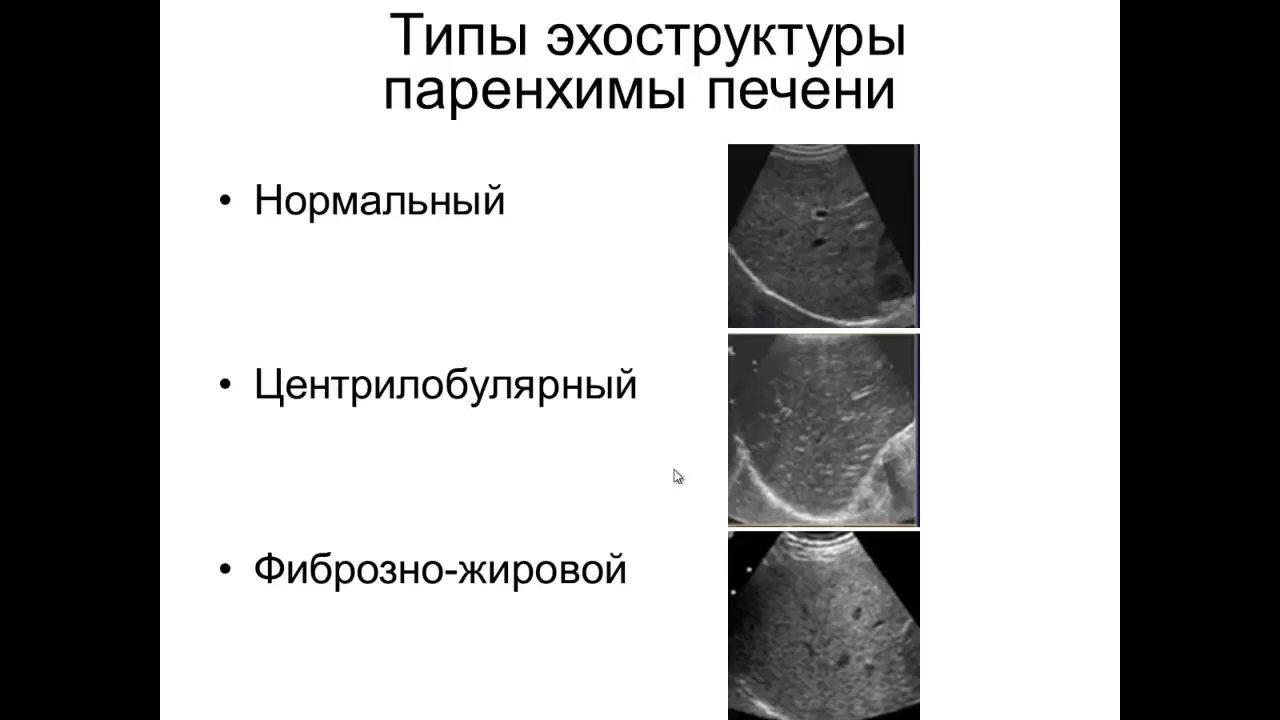 Типы эхоструктуры
паренхимы печени
• Нормальный
• Центрилобулярный
• Фиброзно-жировой